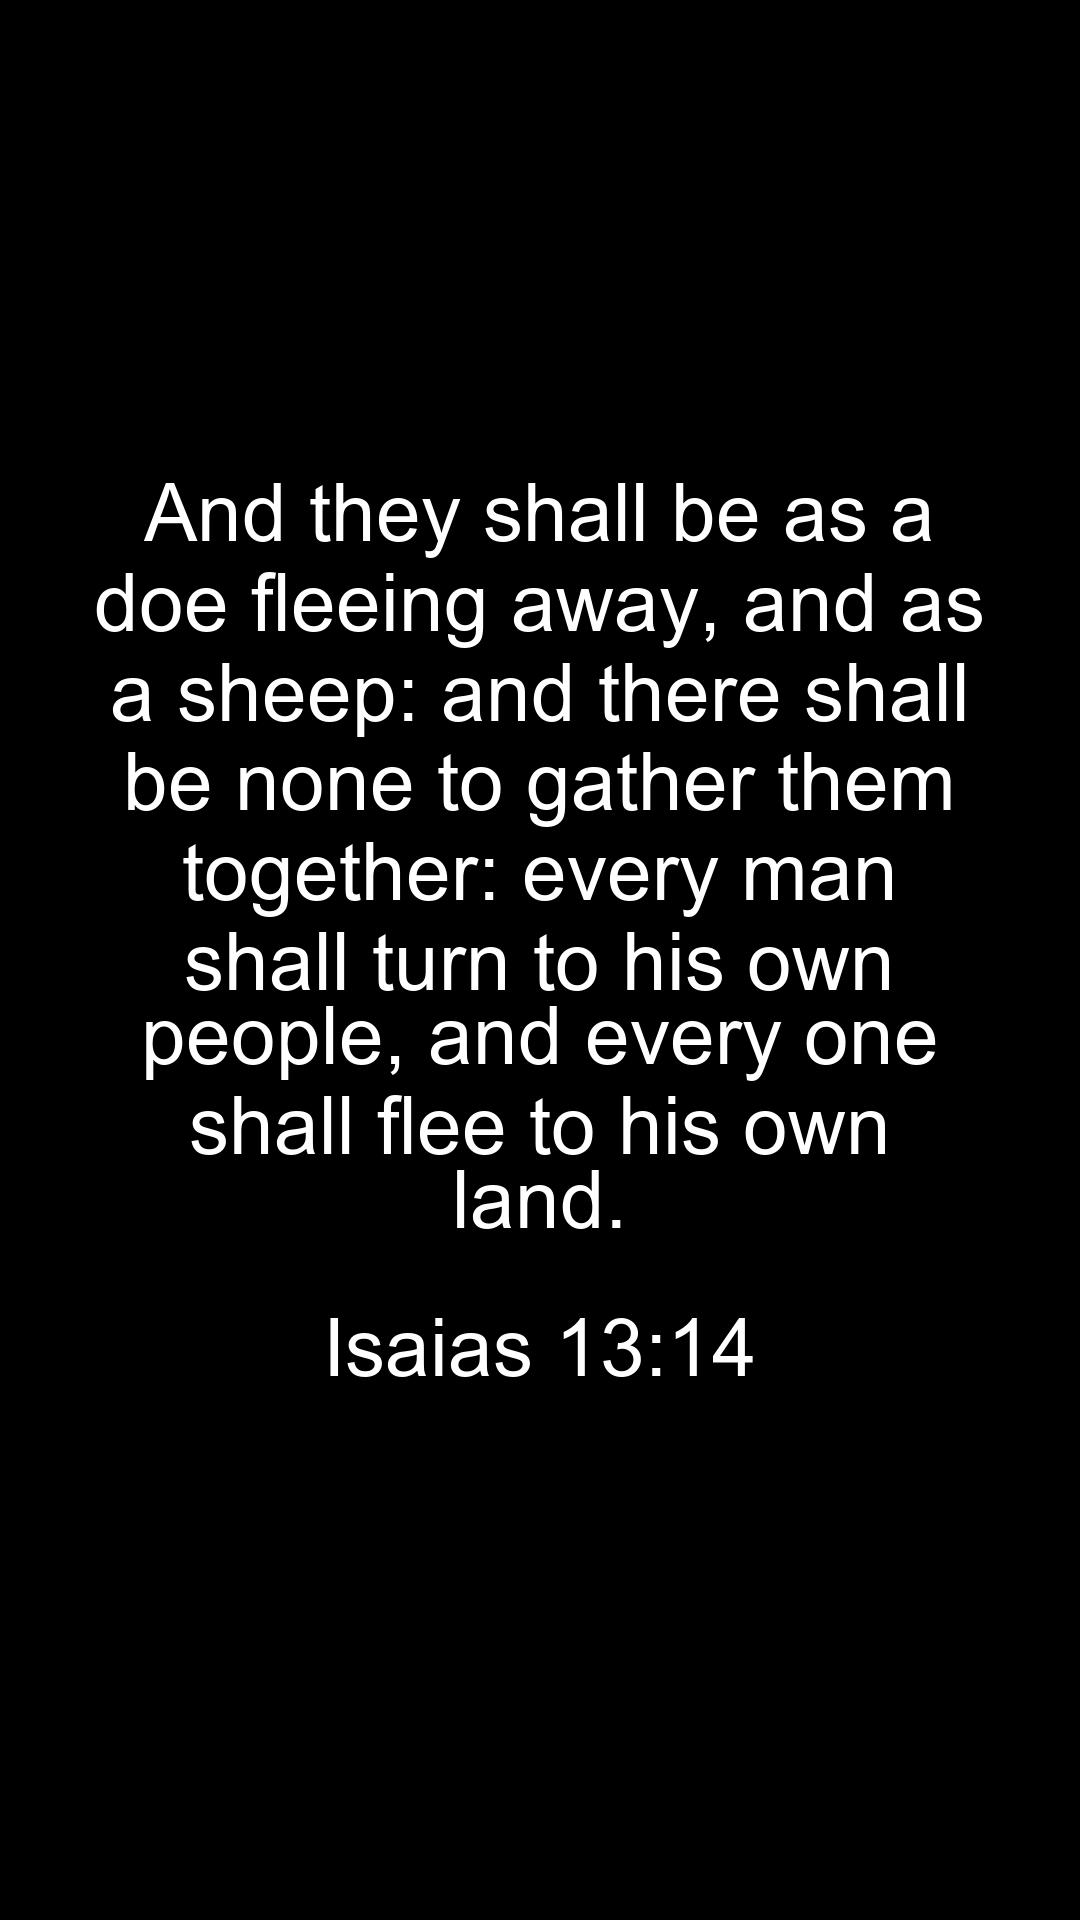 And they shall be as a
doe fleeing away, and as
a sheep: and there shall
be none to gather them
together: every man
shall turn to his own
people, and every one
shall flee to his own
land.
Isaias 13:14